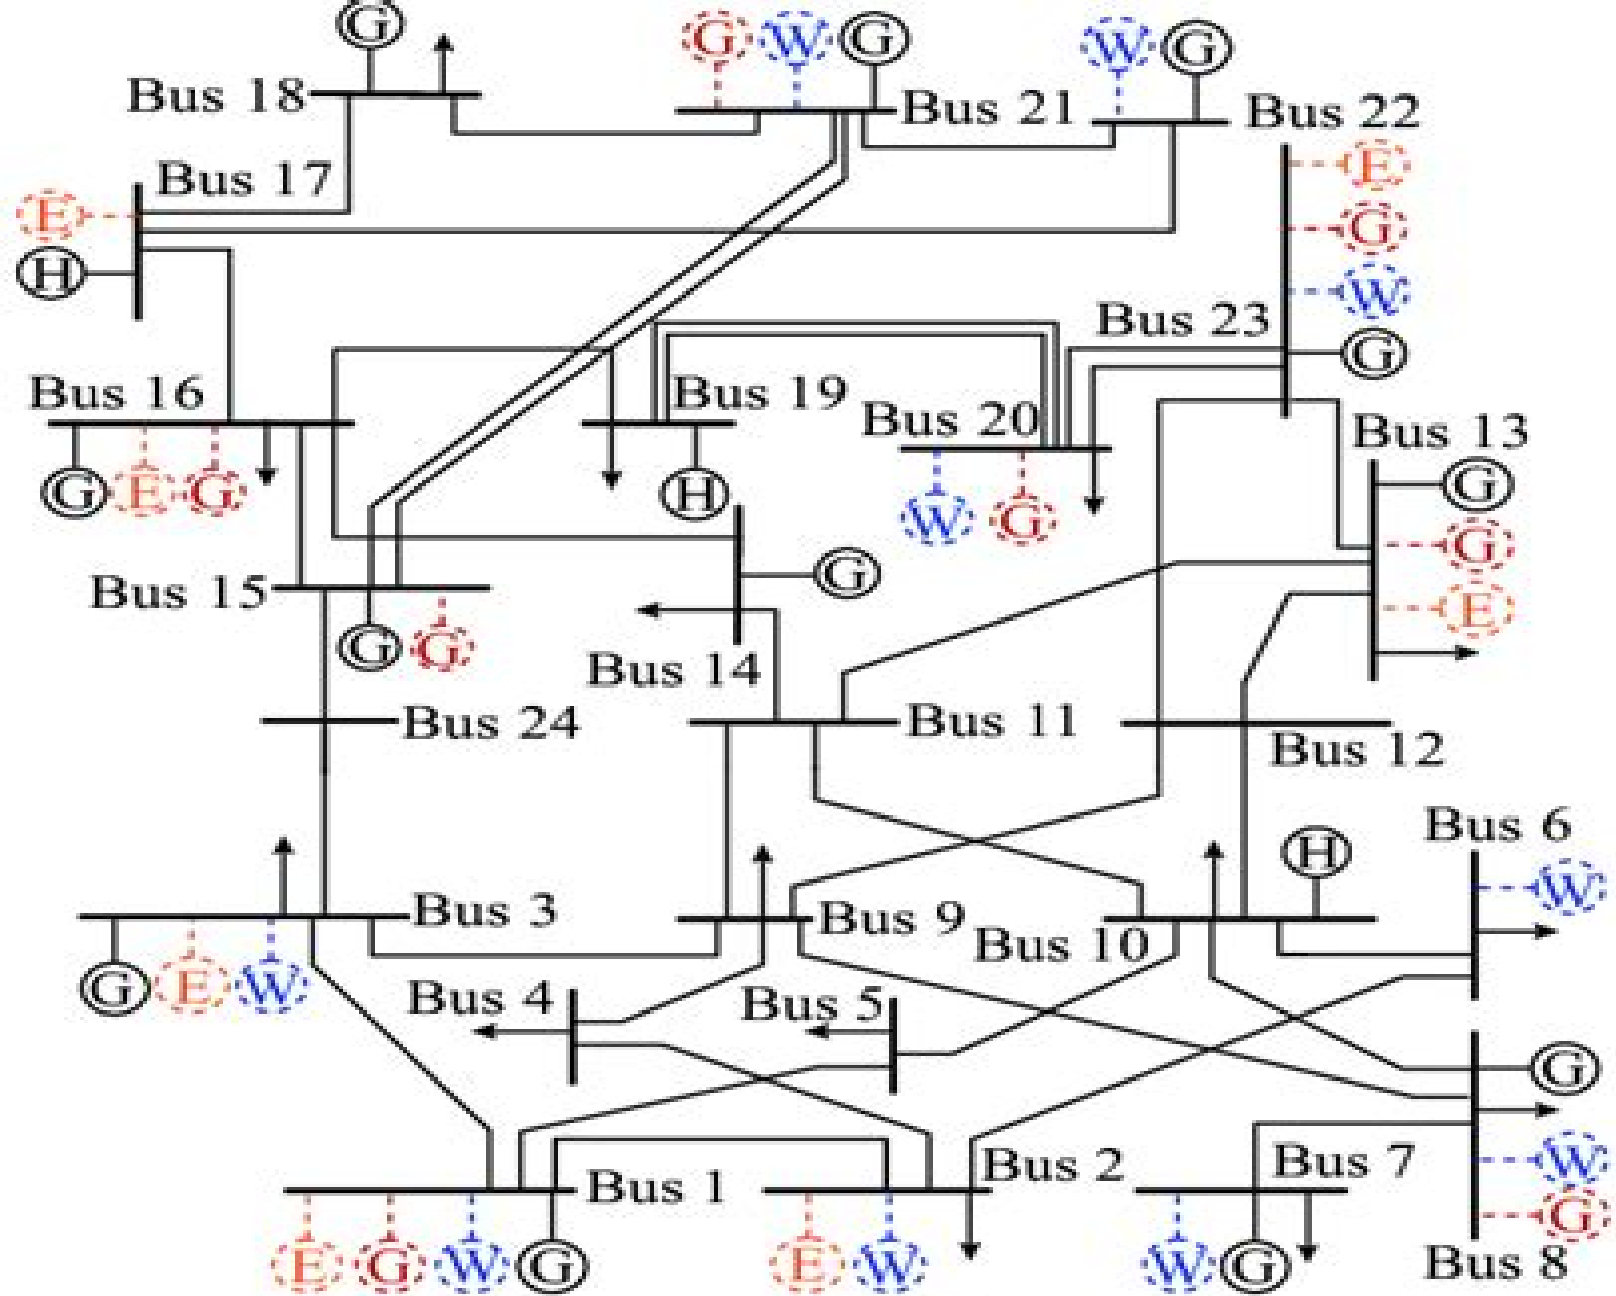 G
G W G
W G
Bus 18
Bus 21
Bus 22
E
Bus 17
E
G
H
W
Bus 23
G
Bus 16
Bus 19
Bus 20
Bus 13
G E G
H
G
W G
G
E
Bus 15
G
G G
Bus 14
Bus 24
Bus 11
Bus 12
Bus 6
H
W
Bus 3
Bus 9
Bus 10
G E W
Bus 4
Bus 5
G
W
Bus 1
Bus 2
Bus 7
G
E G W G
E W
W G
Bus 8